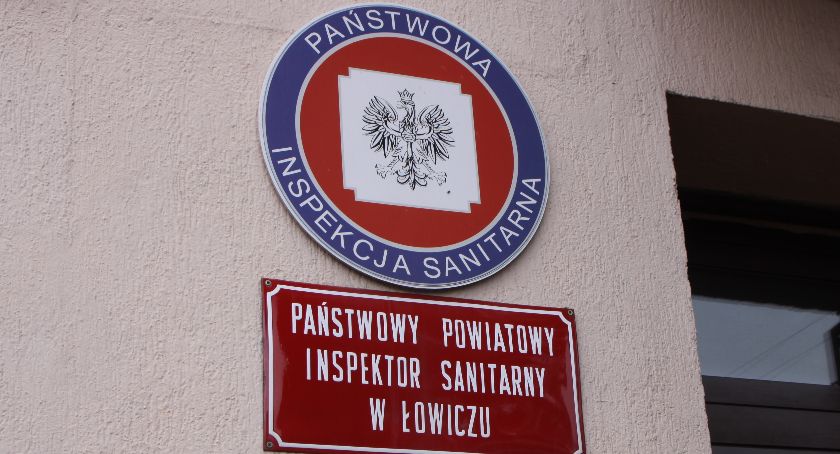 PAŃSTWOWA
INSPEKCJA SANITARNA
PAŃSTWOWY POWIATOWY
INSPEKTOR SANITARNY
W ŁOWICZU